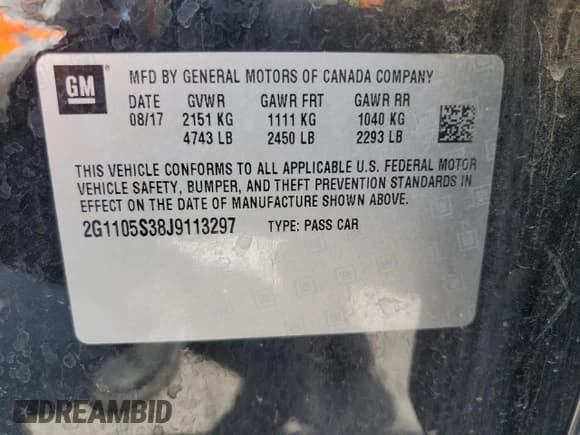 GM
MFD BY GENERAL MOTORS OF CANADA COMPANY
DATE GVWR GAWR FRT GAWR RR
08/17 2151 KG 1111 KG 1040 KG
4743 LB 2450 LB 2293 LB
THIS VEHICLE CONFORMS TO ALL APPLICABLE U.S. FEDERAL MOTOR
VEHICLE SAFETY, BUMPER, AND THEFT PREVENTION STANDARDS IN
EFFECT ON THE DATE OF MANUFACTURE SHOWN ABOVE.
2G1105S38J9113297 TYPE: PASS CAR
DREAMBID